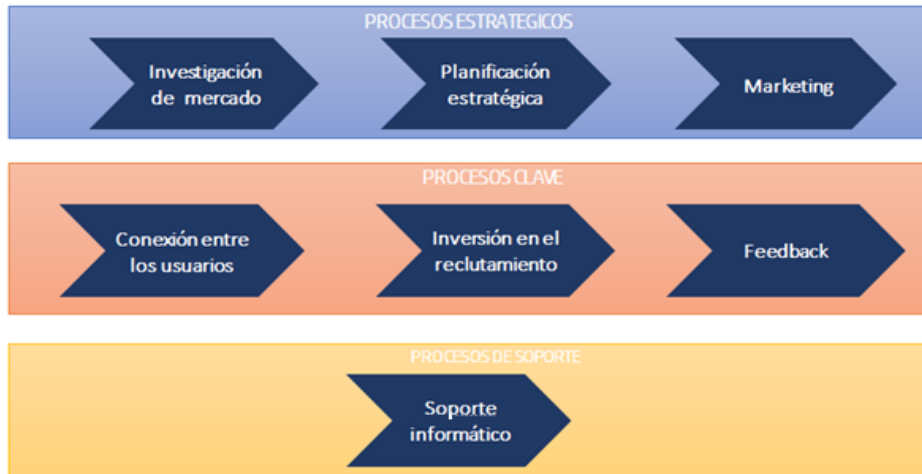 PROCESOS ESTRATEGICOS
Investigación
de mercado
Planificación
estratégica
Marketing
PROCESOS CLAVE
Conexión entre
los usuarios
Inversión en el
reclutamiento
Feedback
PROCESOS DE SOPORTE
Soporte
informático